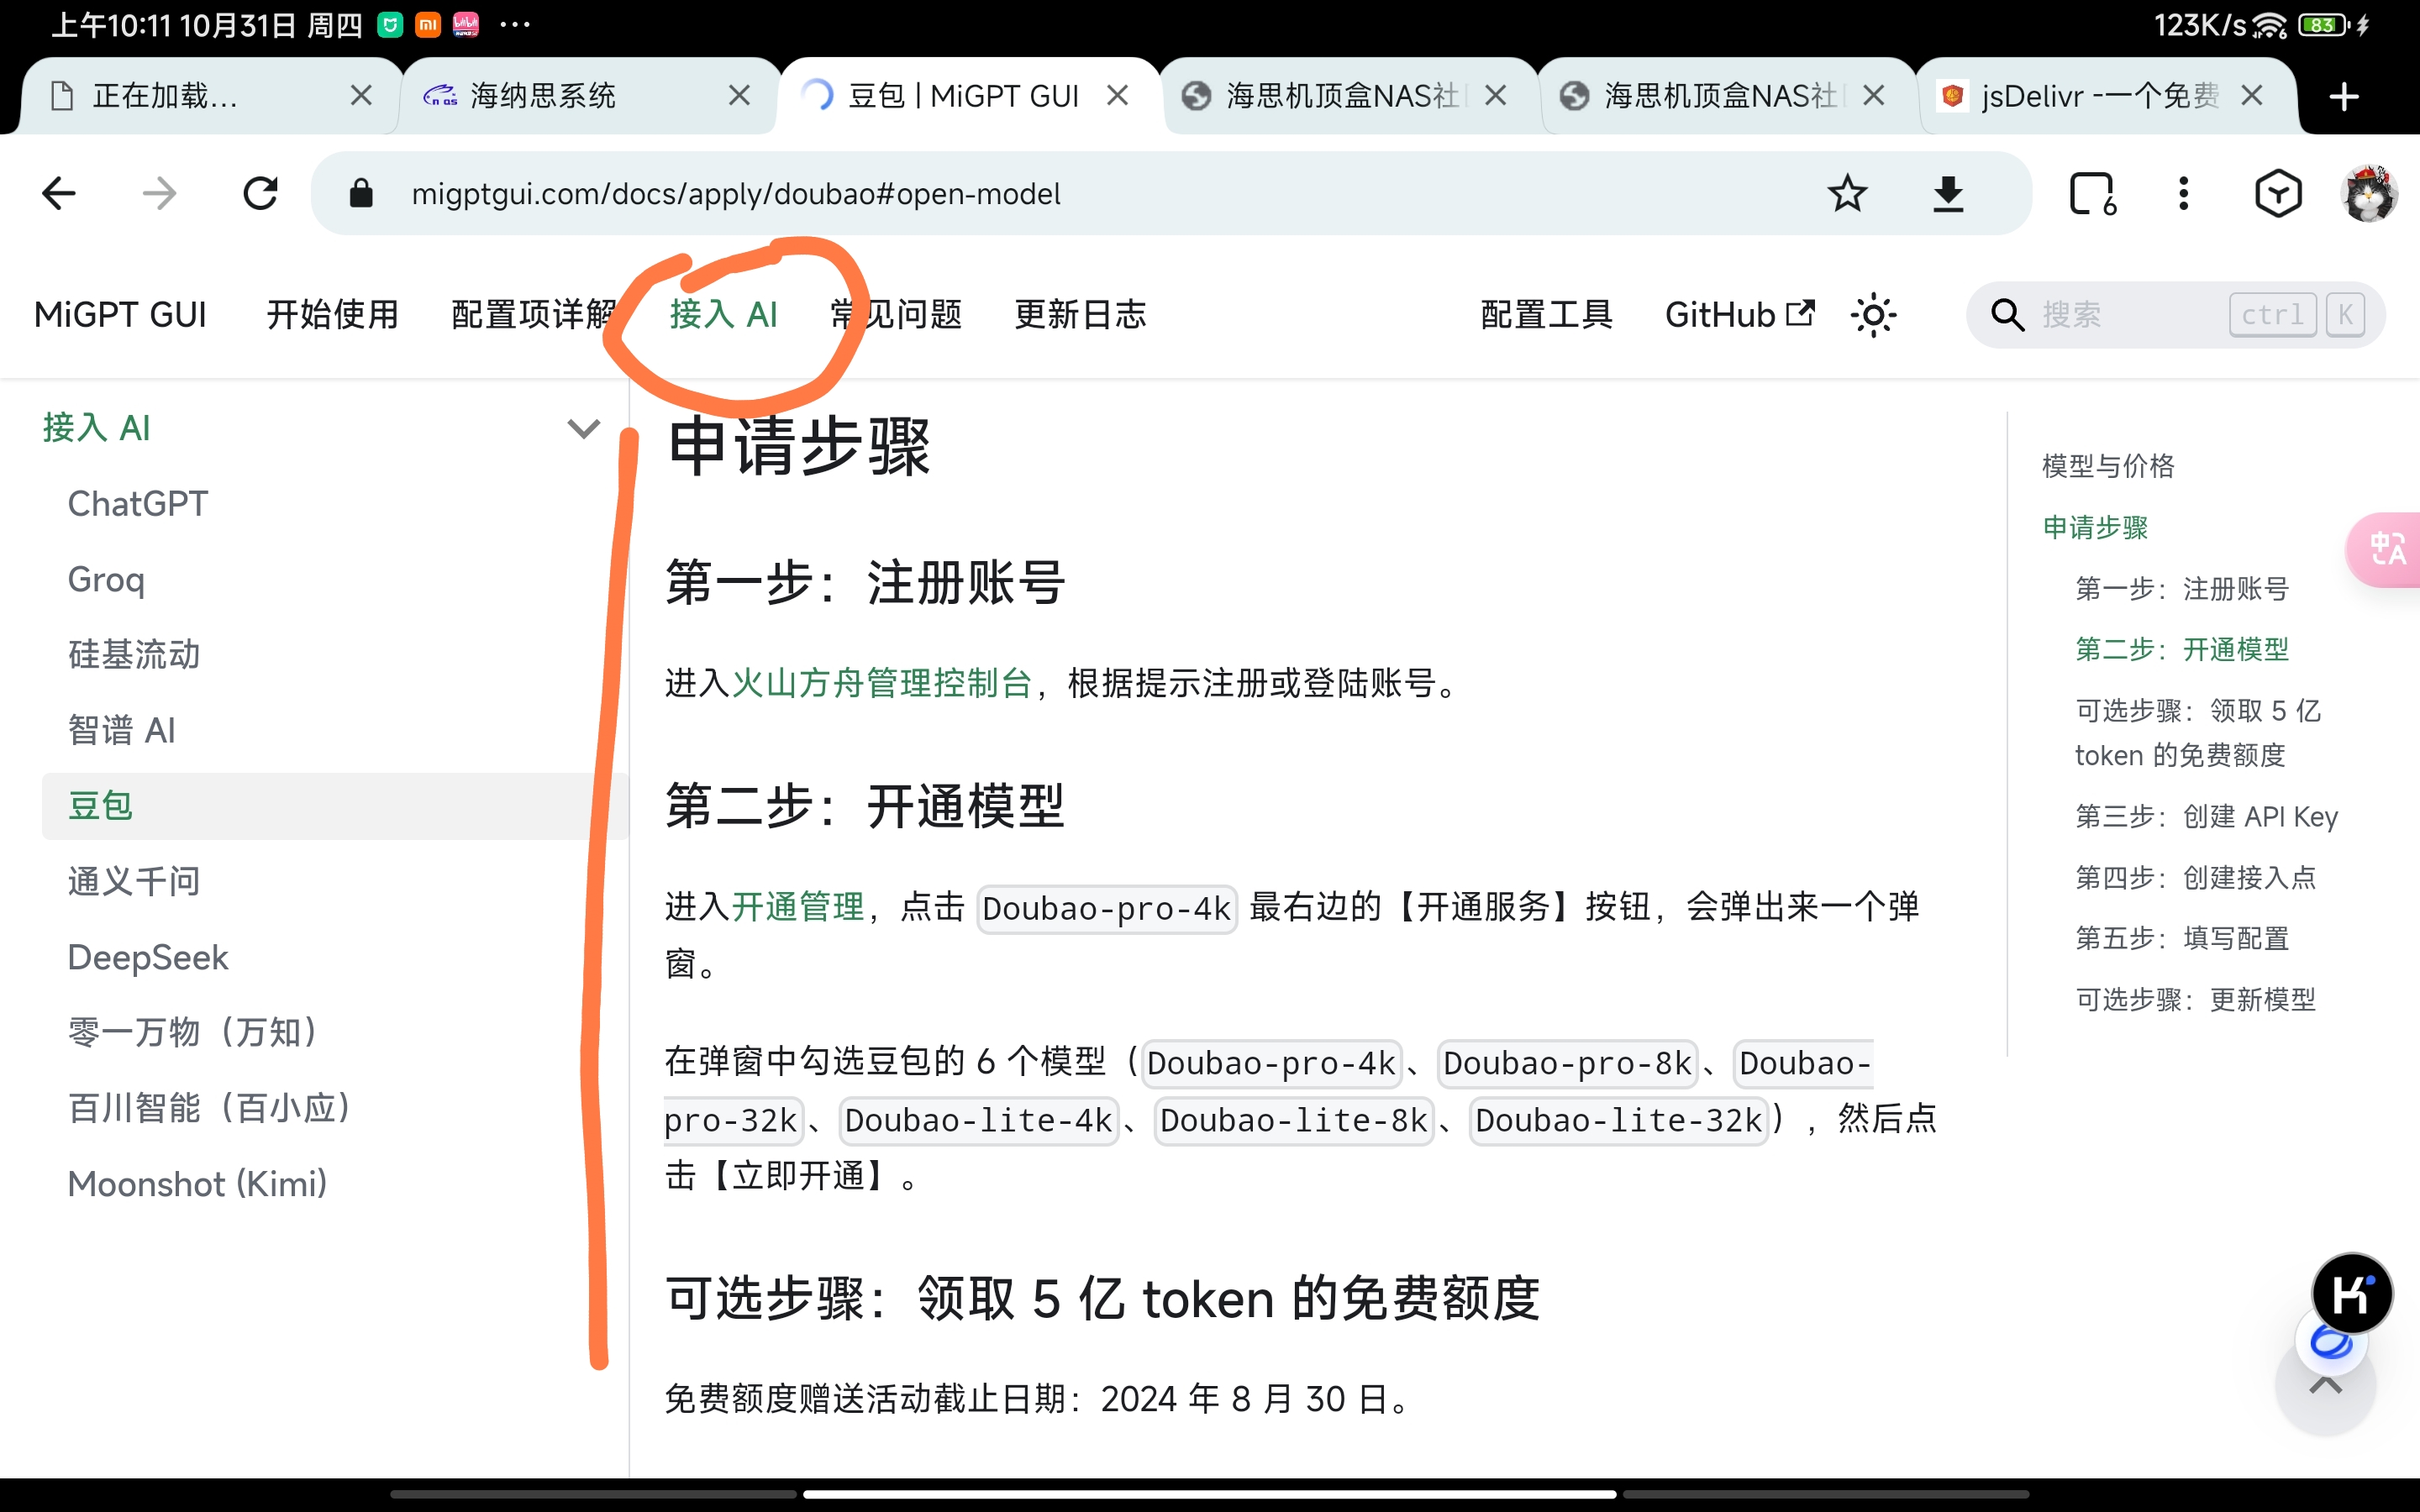 上午10:11 10月31日 周四
123K/s
83
正在加载...
海纳思系统
豆包 | MiGPT GUI
海思机顶盒NAS社
海思机顶盒NAS社
jsDelivr -一个免费
migptgui.com/docs/apply/doubao#open-model
6
MiGPT GUI
开始使用
配置项详解
接入 AI
常见问题
更新日志
配置工具
GitHub
搜索
ctrl
K
接入 AI
ChatGPT
Groq
硅基流动
智谱 AI
豆包
通义千问
DeepSeek
零一万物（万知）
百川智能（百小应）
Moonshot (Kimi)
申请步骤
第一步：注册账号
进入火山方舟管理控制台，根据提示注册或登陆账号。
第二步：开通模型
进入开通管理，点击 Doubao-pro-4k 最右边的【开通服务】按钮，会弹出来一个弹
窗。
在弹窗中勾选豆包的 6 个模型（Doubao-pro-4k、Doubao-pro-8k、Doubao-
pro-32k、Doubao-lite-4k、Doubao-lite-8k、Doubao-lite-32k），然后点
击【立即开通】。
可选步骤：领取 5 亿 token 的免费额度
免费额度赠送活动截止日期：2024 年 8 月 30 日。
模型与价格
申请步骤
第一步：注册账号
第二步：开通模型
可选步骤：领取 5 亿
token 的免费额度
第三步：创建 API Key
第四步：创建接入点
第五步：填写配置
可选步骤：更新模型
中A
K